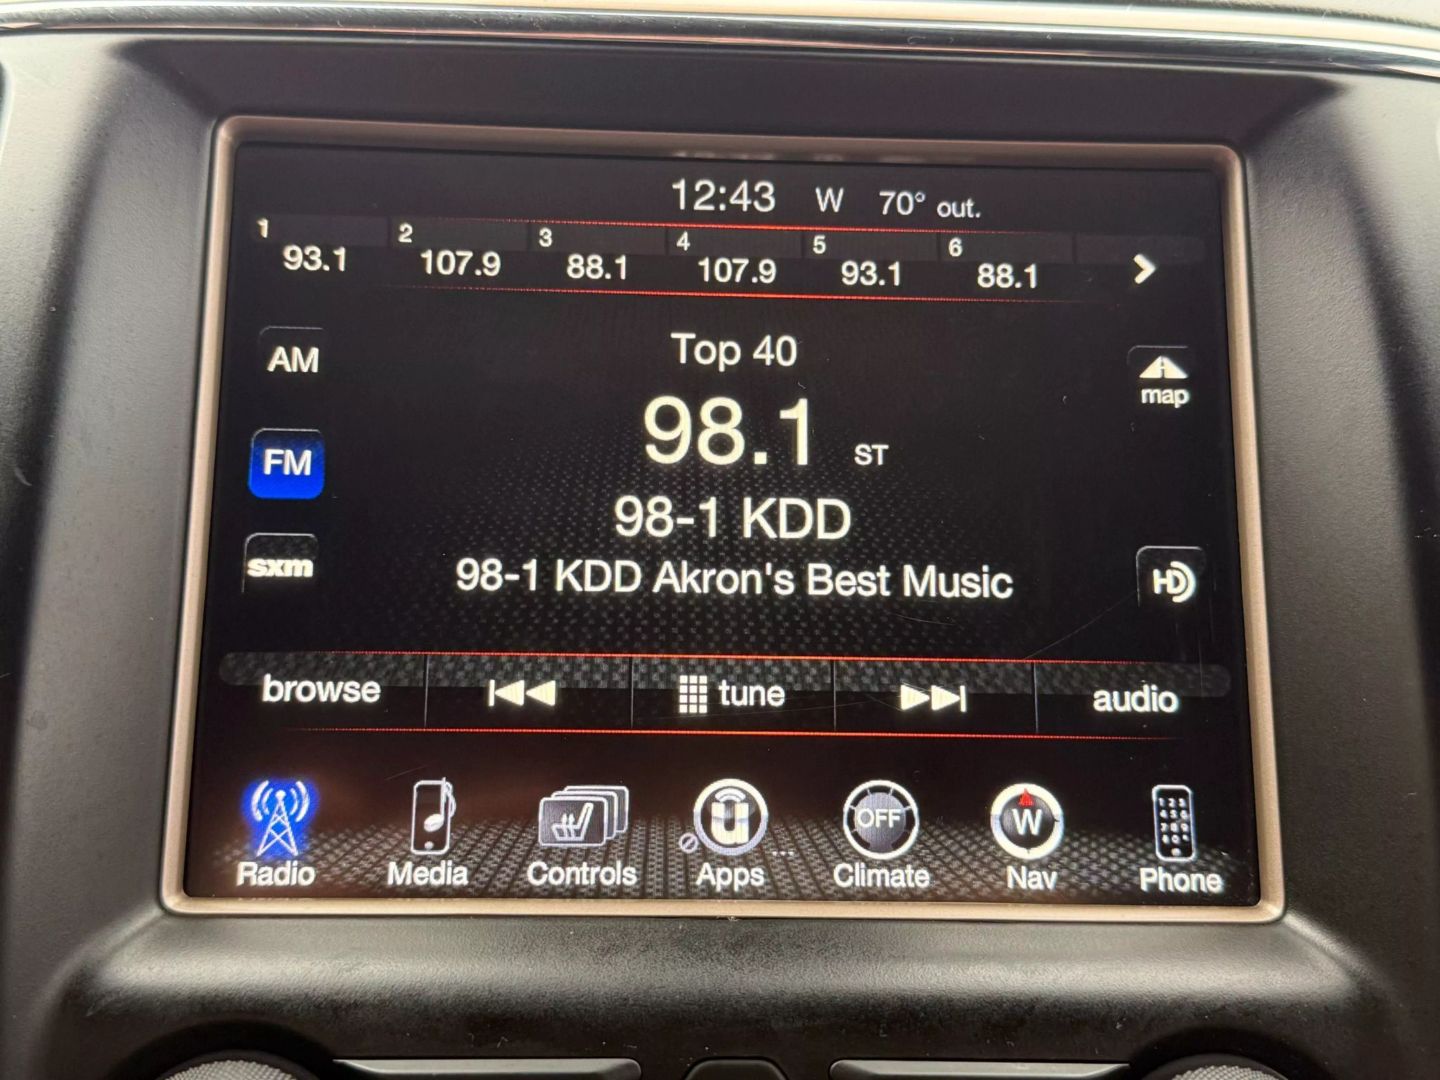 12:43 W 70° out.
1 2 3 4 5 6
93.1 107.9 88.1 107.9 93.1 88.1
Top 40
AM
map
98.1 ST
FM
98-1 KDD
sxm
98-1 KDD Akron's Best Music
HD
browse tune audio
OFF W
Radio Media Controls Apps Climate Nav Phone